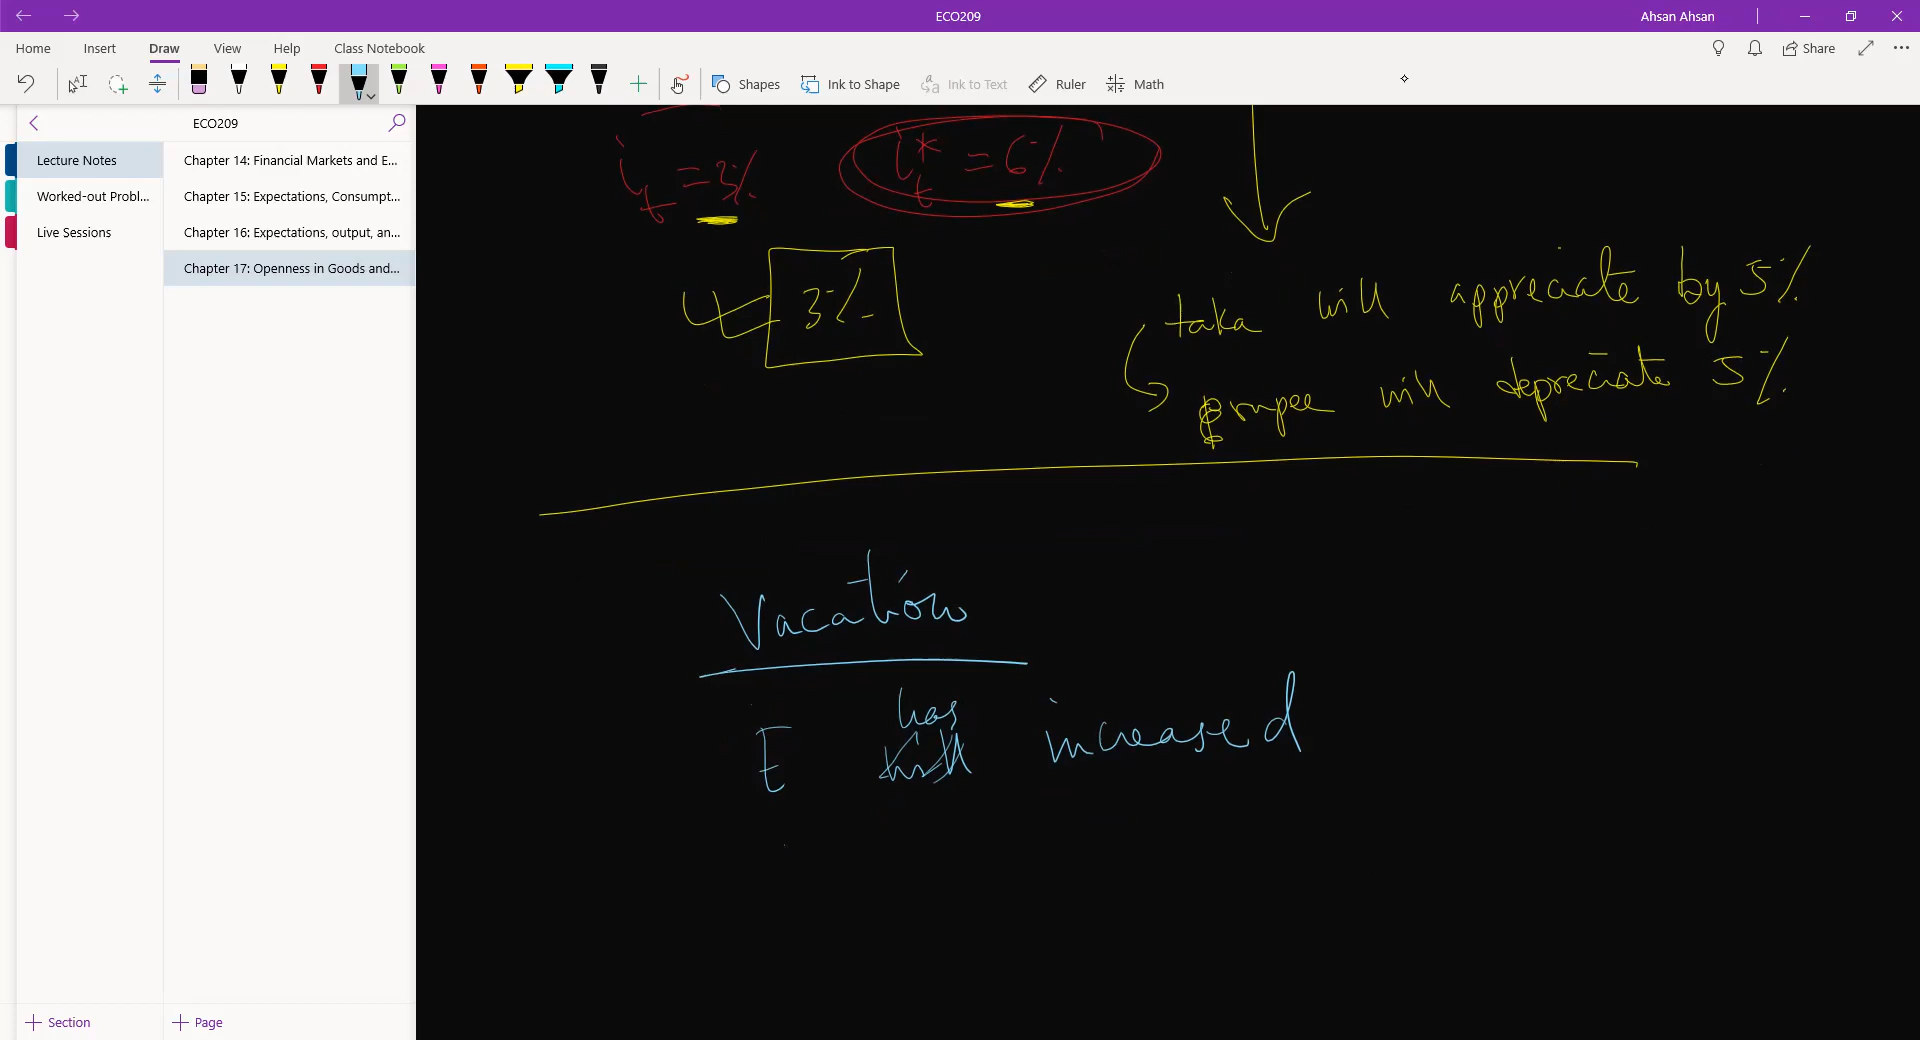 ECO209
Ahsan Ahsan
Home Insert Draw View Help Class Notebook
Share
Shapes Ink to Shape Ink to Text Ruler Math
ECO209
Lecture Notes
Worked-out Probl...
Live Sessions
Chapter 14: Financial Markets and E...
Chapter 15: Expectations, Consumpt...
Chapter 16: Expectations, output, an...
Chapter 17: Openness in Goods and...
i_t = 3% i*_t = 6%
3%
taka will appreciate by 5%
rupee will depreciate 5%
Vacation
has
E increased
Section Page